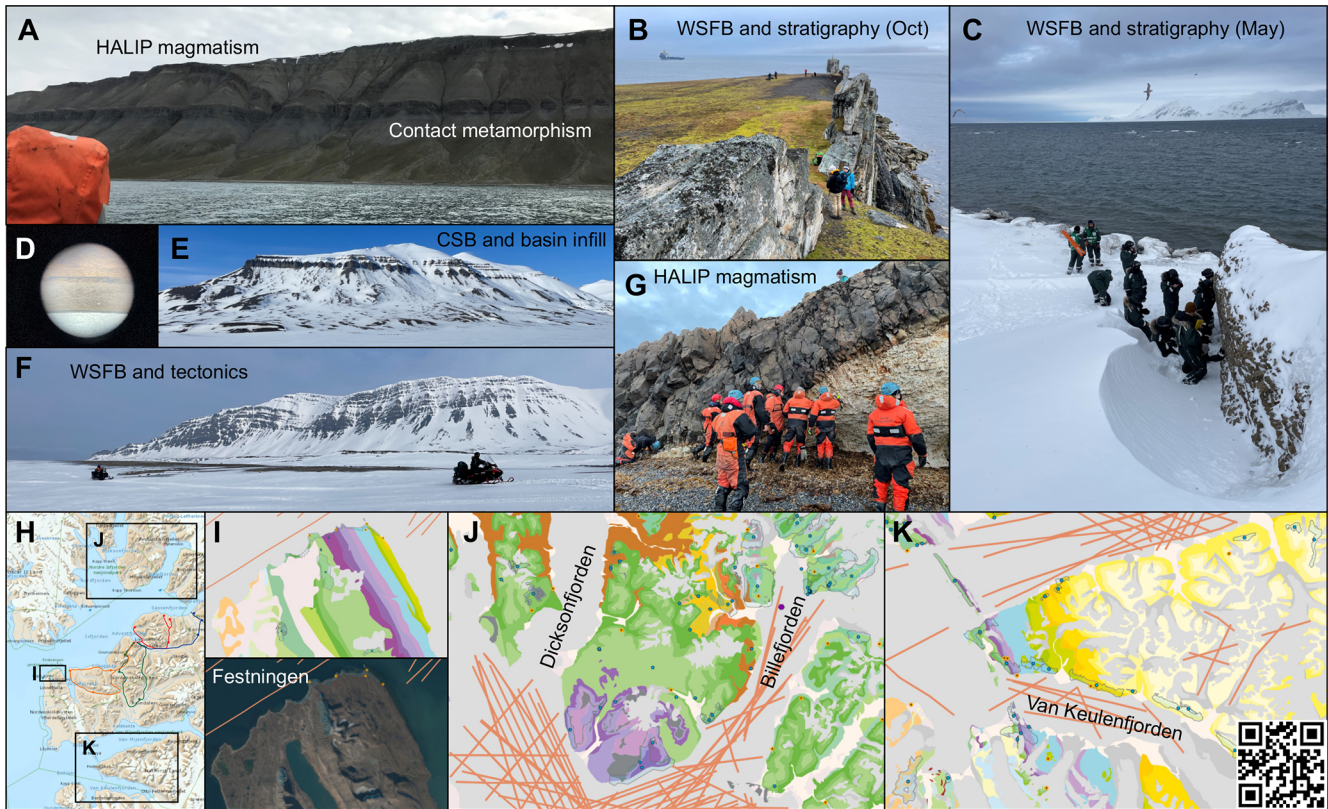 A
HALIP magmatism
Contact metamorphism
B
WSFB and stratigraphy (Oct)
C
WSFB and stratigraphy (May)
D
E
CSB and basin infill
F
WSFB and tectonics
G
HALIP magmatism
H
J
I
K
I
Festningen
J
Dicksonfjorden
Billefjorden
K
Van Keulenfjorden